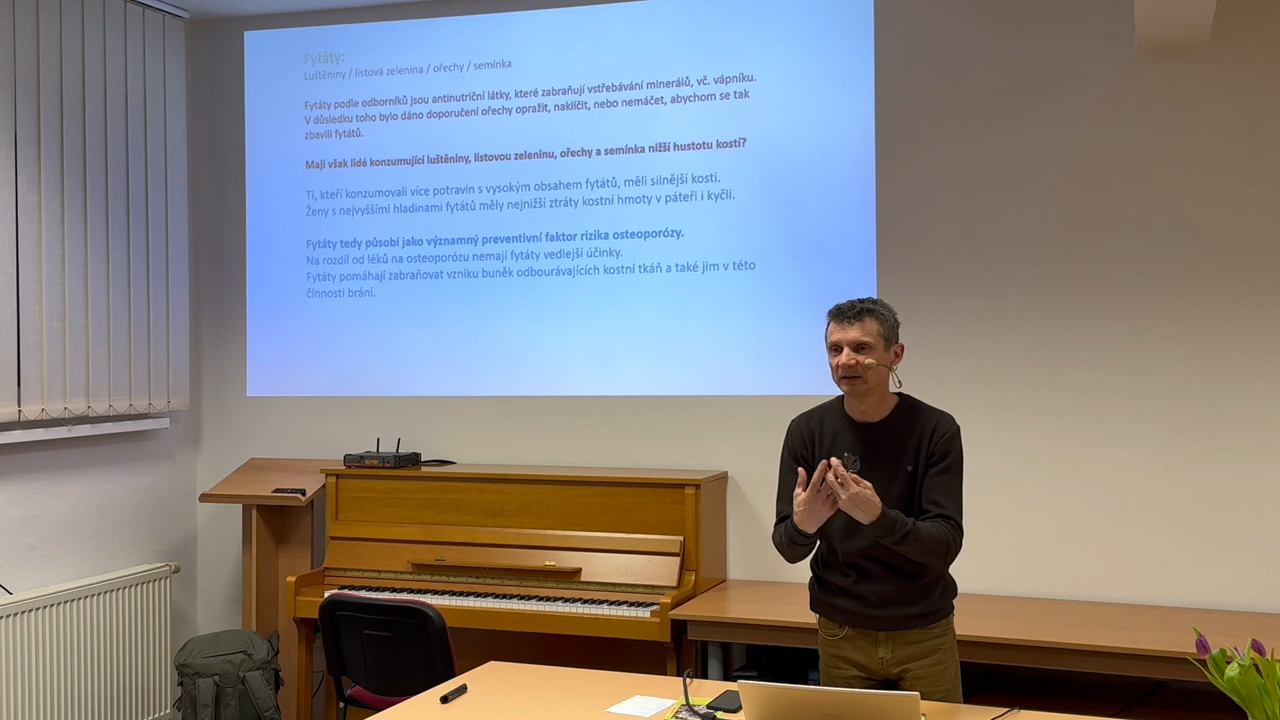 Fytáty:
Luštěniny / listová zelenina / ořechy / semínka
Fytáty podle odborníků jsou antinutriční látky, které zabraňují vstřebávání minerálů, vč. vápníku.
V důsledku toho bylo dáno doporučení ořechy opražit, naklíčit, nebo nemáčet, abychom se tak
zbavili fytátů.
Mají však lidé konzumující luštěniny, listovou zeleninu, ořechy a semínka nižší hustotu kostí?
Ti, kteří konzumovali více potravin s vysokým obsahem fytátů, měli silnější kosti.
Ženy s nejvyššími hladinami fytátů měly nejnižší ztráty kostní hmoty v páteři i kyčli.
Fytáty tedy působí jako významný preventivní faktor rizika osteoporózy.
Na rozdíl od léků na osteoporózu nemají fytáty vedlejší účinky.
Fytáty pomáhají zabraňovat vzniku buněk odbourávajících kostní tkáň a také jim v této
činnosti brání.